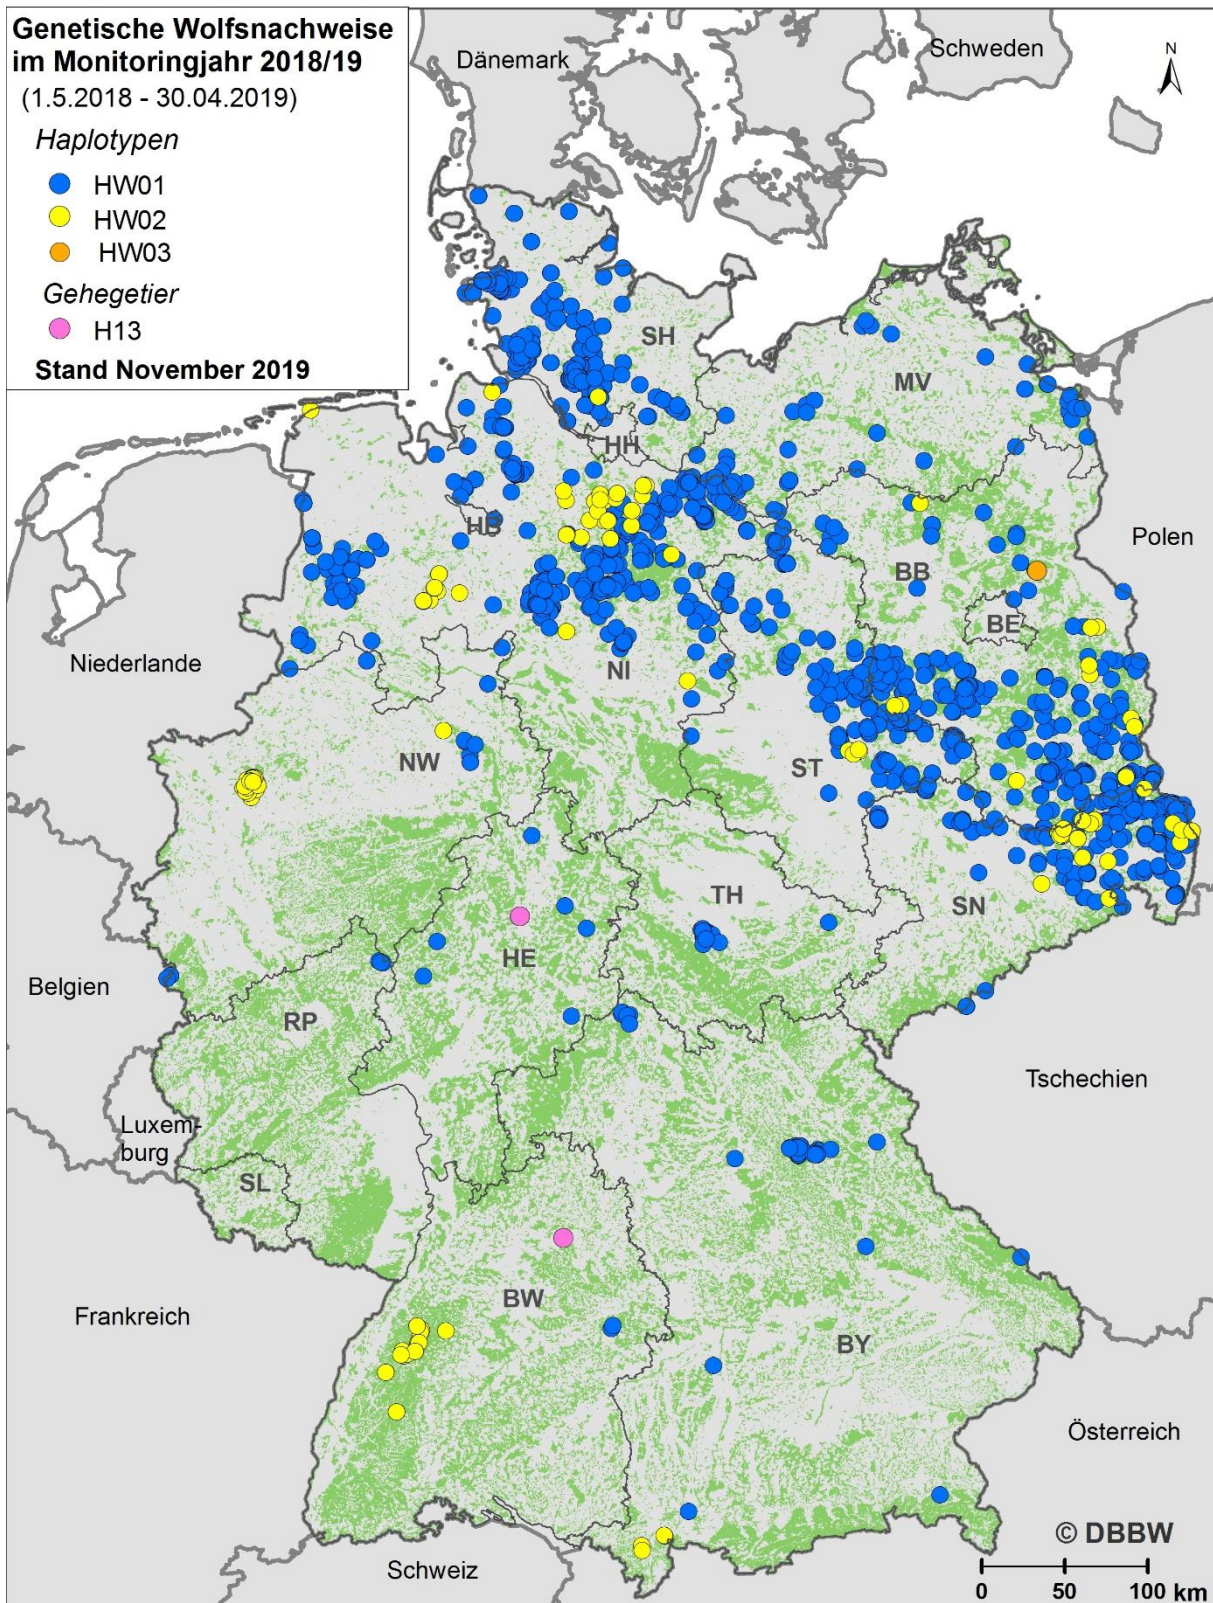 Genetische Wolfsnachweise
im Monitoringjahr 2018/19
(1.5.2018 - 30.04.2019)
Haplotypen
HW01
HW02
HW03
Gehegetier
H13
Stand November 2019
Dänemark
Schweden
N
SH
MV
HH
HB
Polen
BB
BE
Niederlande
NI
NW
ST
TH
SN
HE
Belgien
RP
Tschechien
Luxem-
burg
SL
Frankreich
BW
BY
Österreich
© DBBW
Schweiz
0 50 100 km